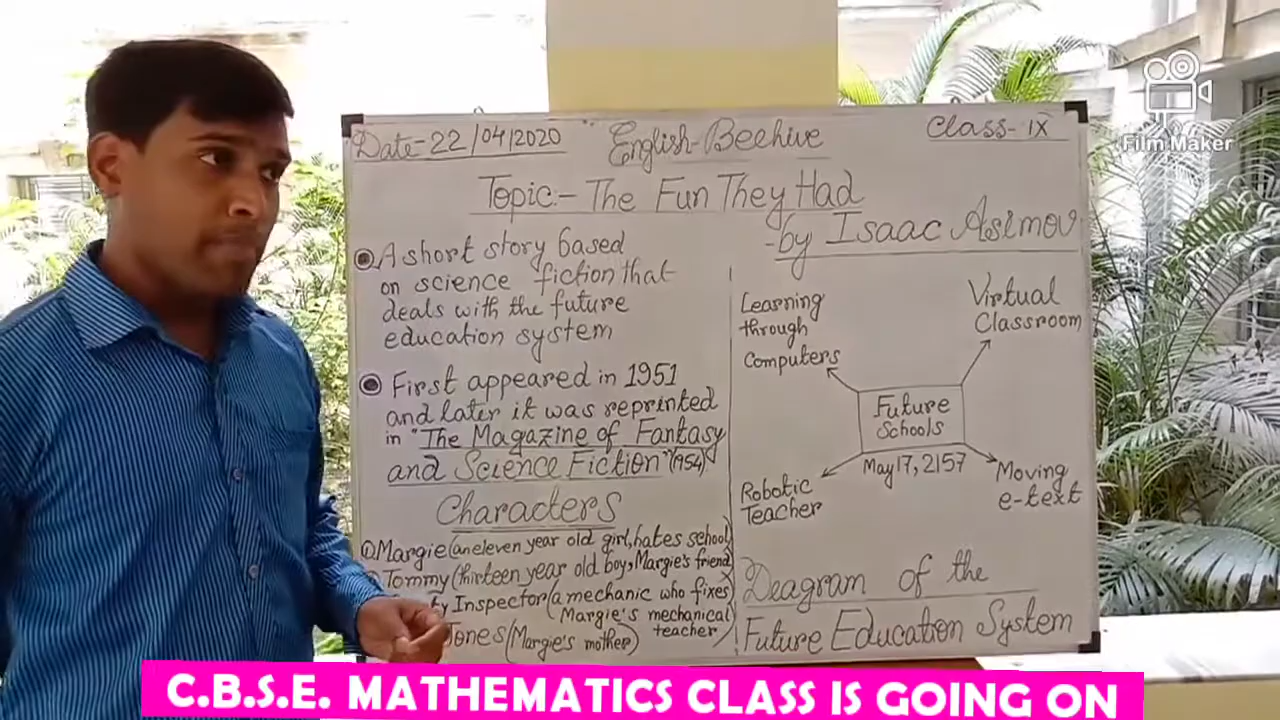 Date-22/04/2020
English-Beehive
Class-IX
Topic:- The Fun They Had
-by Isaac Asimov
A short story based
on science fiction that
deals with the future
education system
First appeared in 1951
and later it was reprinted
in "The Magazine of Fantasy
and Science Fiction" (1954)
Characters
① Margie (an eleven year old girl, hates school)
Tommy (thirteen year old boy, Margie's friend)
ty Inspector (a mechanic who fixes
Margie's mechanical
teacher)
Jones (Margie's mother)
Learning
through
Computers
Virtual
Classroom
Future
Schools
May 17, 2157
Robotic
Teacher
Moving
e-text
Deagram of the
Future Education System
Film Maker
C.B.S.E. MATHEMATICS CLASS IS GOING ON